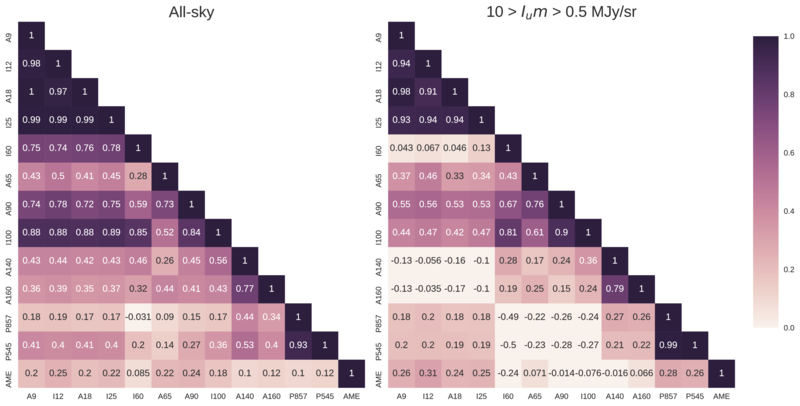 All-sky
10 > I_u m > 0.5 MJy/sr
A9 1
I12 0.98 1
A18 1 0.97 1
I25 0.99 0.99 0.99 1
I60 0.75 0.74 0.76 0.78 1
A65 0.43 0.5 0.41 0.45 0.28 1
A90 0.74 0.78 0.72 0.75 0.59 0.73 1
I100 0.88 0.88 0.88 0.89 0.85 0.52 0.84 1
A140 0.43 0.44 0.42 0.43 0.46 0.26 0.45 0.56 1
A160 0.36 0.39 0.35 0.37 0.32 0.44 0.41 0.43 0.77 1
P857 0.18 0.19 0.17 0.17 -0.031 0.09 0.15 0.17 0.44 0.34 1
P545 0.41 0.4 0.41 0.4 0.2 0.14 0.27 0.36 0.53 0.4 0.93 1
AME 0.2 0.25 0.2 0.22 0.085 0.22 0.24 0.18 0.1 0.12 0.1 0.12 1
A9 I12 A18 I25 I60 A65 A90 I100 A140 A160 P857 P545 AME
A9 1
I12 0.94 1
A18 0.98 0.91 1
I25 0.93 0.94 0.94 1
I60 0.043 0.067 0.046 0.13 1
A65 0.37 0.46 0.33 0.34 0.43 1
A90 0.55 0.56 0.53 0.53 0.67 0.76 1
I100 0.44 0.47 0.42 0.47 0.81 0.61 0.9 1
A140 -0.13 -0.056 -0.16 -0.1 0.28 0.17 0.24 0.36 1
A160 -0.13 -0.035 -0.17 -0.1 0.19 0.25 0.15 0.24 0.79 1
P857 0.18 0.2 0.18 0.18 -0.49 -0.22 -0.26 -0.24 0.27 0.26 1
P545 0.2 0.2 0.19 0.19 -0.5 -0.23 -0.28 -0.27 0.21 0.22 0.99 1
AME 0.26 0.31 0.24 0.24 -0.24 0.071 -0.014 -0.076 -0.016 0.066 0.28 0.26 1
A9 I12 A18 I25 I60 A65 A90 I100 A140 A160 P857 P545 AME
1.0
0.8
0.6
0.4
0.2
0.0